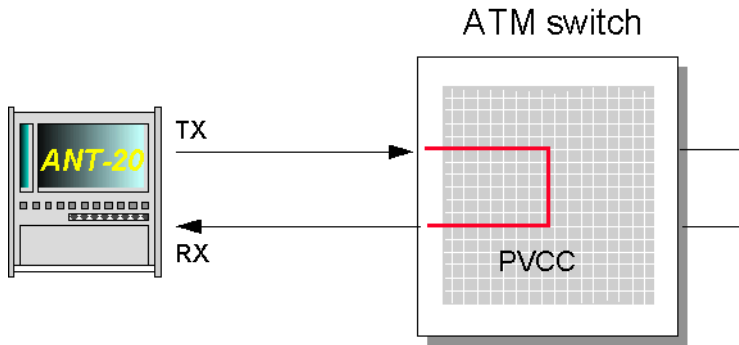 ATM switch
TX
ANT-20
RX
PVCC